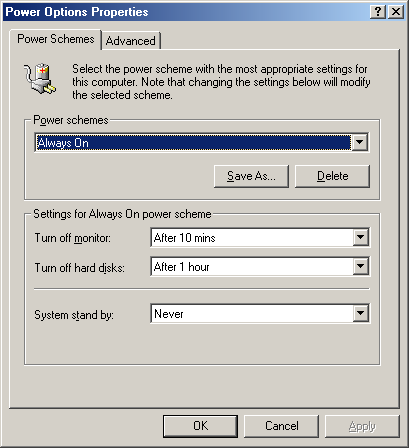 Power Options Properties
Power Schemes
Advanced
Select the power scheme with the most appropriate settings for
this computer. Note that changing the settings below will modify
the selected scheme.
Power schemes
Always On
Save As...
Delete
Settings for Always On power scheme
Turn off monitor:
After 10 mins
Turn off hard disks:
After 1 hour
System stand by:
Never
OK
Cancel
Apply